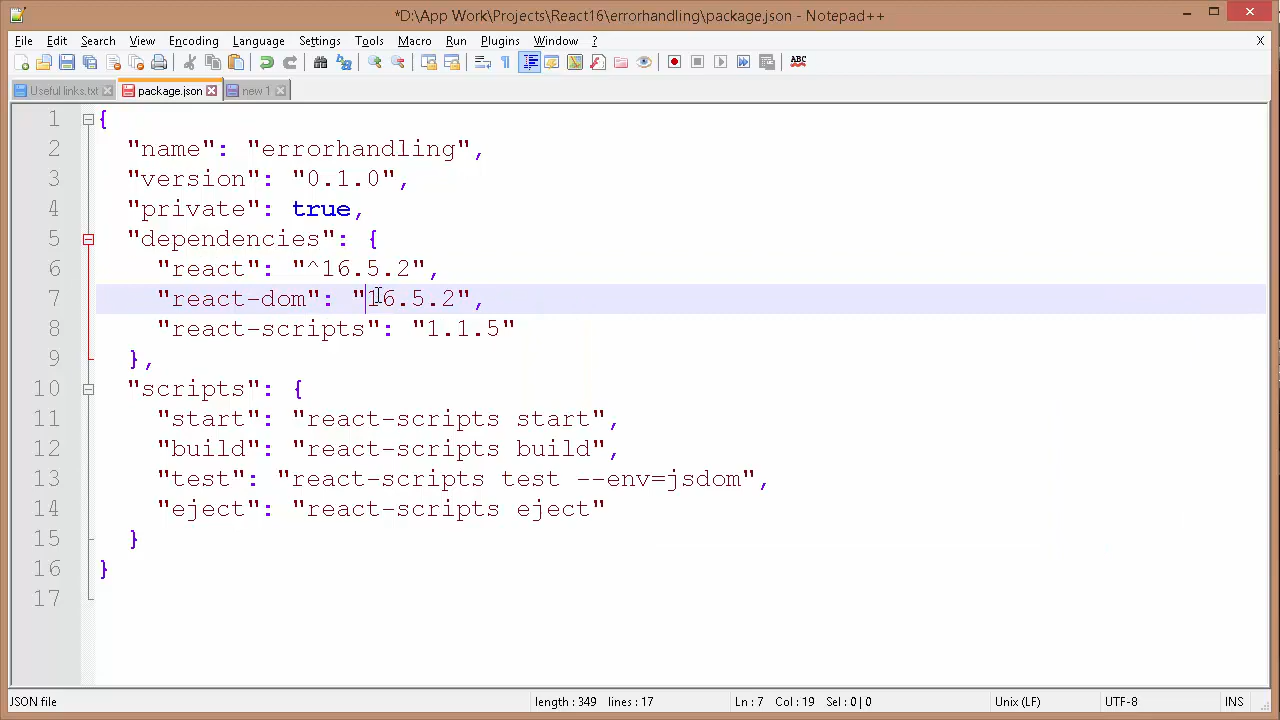 *D:\App Work\Projects\React16\errorhandling\package.json - Notepad++
File Edit Search View Encoding Language Settings Tools Macro Run Plugins Window ? X
ABC
Useful links.txt package.json new 1
1 {
2 "name": "errorhandling",
3 "version": "0.1.0",
4 "private": true,
5 "dependencies": {
6 "react": "^16.5.2",
7 "react-dom": "16.5.2",
8 "react-scripts": "1.1.5"
9 },
10 "scripts": {
11 "start": "react-scripts start",
12 "build": "react-scripts build",
13 "test": "react-scripts test --env=jsdom",
14 "eject": "react-scripts eject"
15 }
16 }
17
JSON file length : 349 lines : 17 Ln : 7 Col : 19 Sel : 0 | 0 Unix (LF) UTF-8 INS